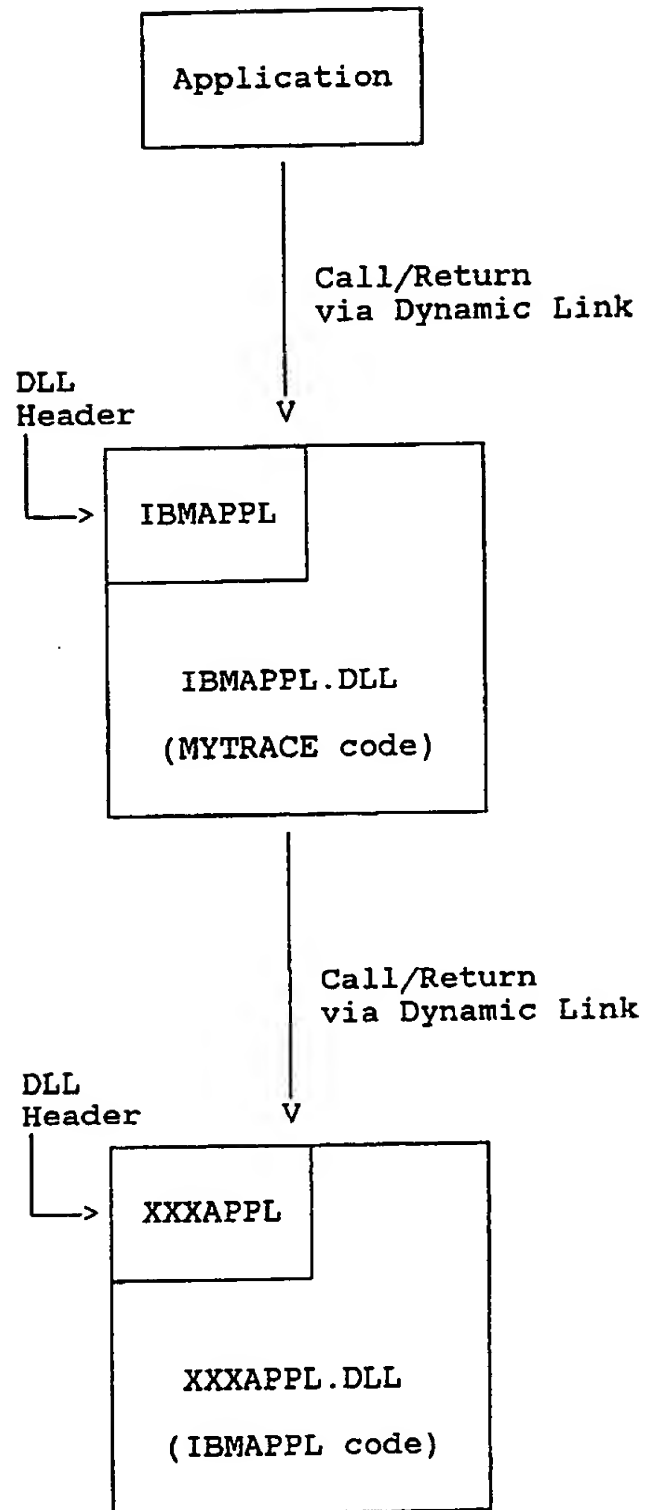 Application
Call/Return
via Dynamic Link
DLL
Header
V
IBMAPPL
IBMAPPL.DLL
(MYTRACE code)
Call/Return
via Dynamic Link
DLL
Header
V
XXXAPPL
XXXAPPL.DLL
(IBMAPPL code)